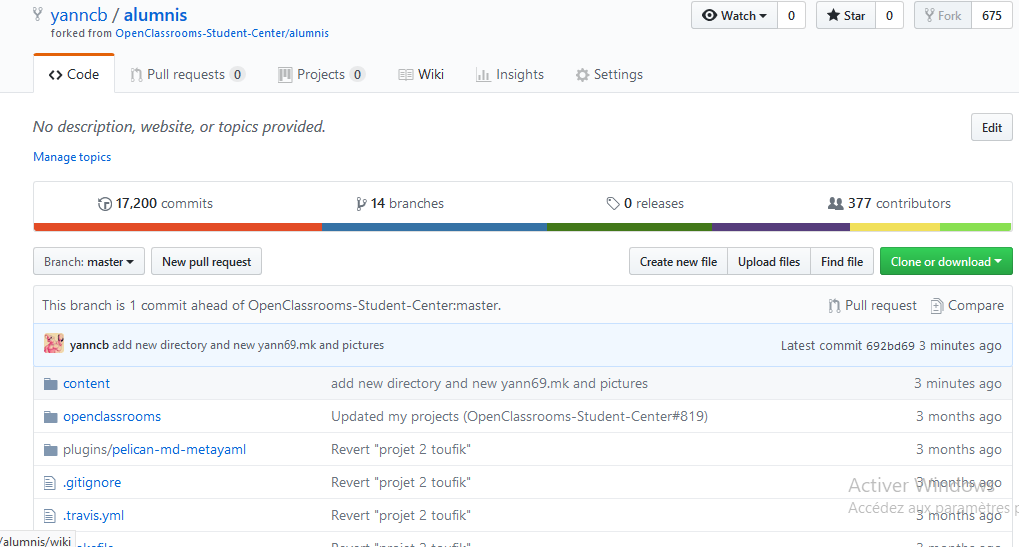 yanncb / alumnis
Watch 0 Star 0 Fork 675
forked from OpenClassrooms-Student-Center/alumnis
Code Pull requests 0 Projects 0 Wiki Insights Settings
No description, website, or topics provided.
Edit
Manage topics
17,200 commits 14 branches 0 releases 377 contributors
Branch: master New pull request Create new file Upload files Find file Clone or download
This branch is 1 commit ahead of OpenClassrooms-Student-Center:master. Pull request Compare
yanncb add new directory and new yann69.mk and pictures Latest commit 692bd69 3 minutes ago
content add new directory and new yann69.mk and pictures 3 minutes ago
openclassrooms Updated my projects (OpenClassrooms-Student-Center#819) 3 months ago
plugins/pelican-md-metayaml Revert "projet 2 toufik" 3 months ago
.gitignore Revert "projet 2 toufik" 3 months ago
Activer Windows
Accédez aux paramètres
.travis.yml Revert "projet 2 toufik" 3 months ago
/alumnis/wiki
Revert "projet 2 toufik" 3 months ago